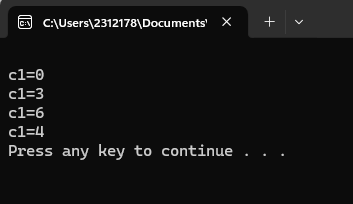 C:\Users\2312178\Documents\
c1=0
c1=3
c1=6
c1=4
Press any key to continue . . .